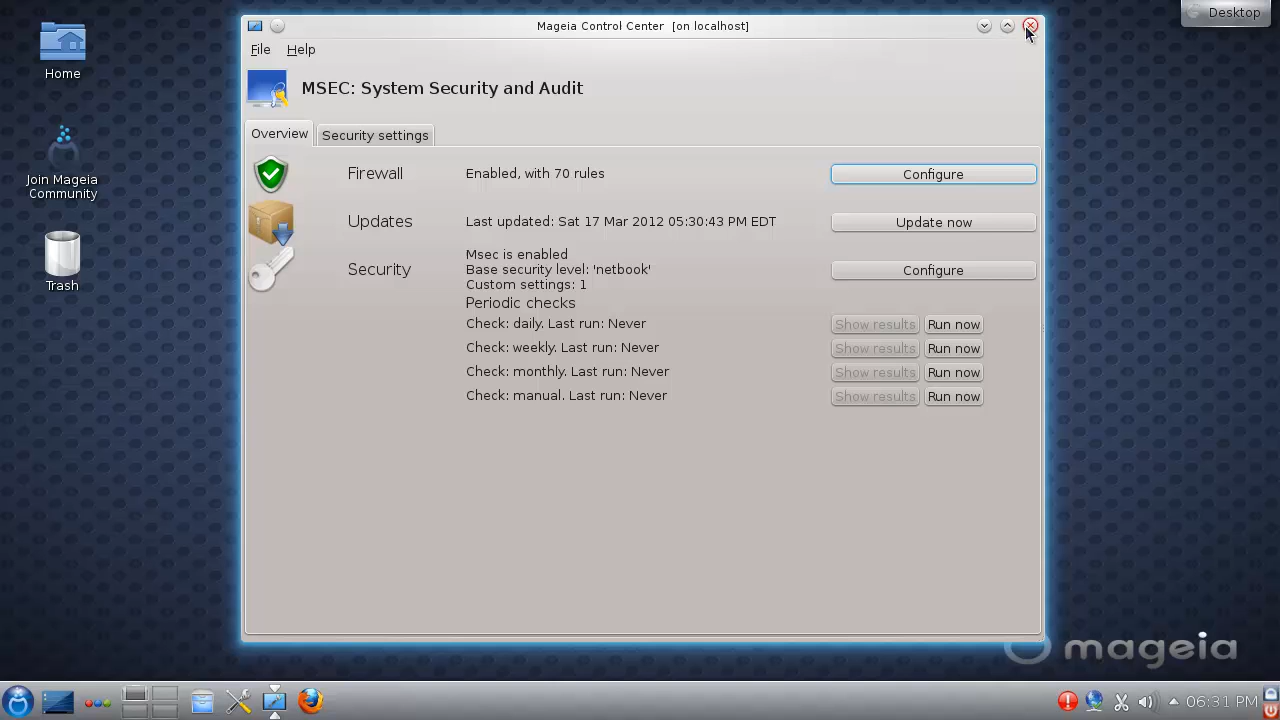 Desktop
Home
Join Mageia
Community
Trash
Mageia Control Center [on localhost]
File Help
MSEC: System Security and Audit
Overview Security settings
Firewall Enabled, with 70 rules Configure
Updates Last updated: Sat 17 Mar 2012 05:30:43 PM EDT Update now
Msec is enabled
Security Base security level: 'netbook' Configure
Custom settings: 1
Periodic checks
Check: daily. Last run: Never Show results Run now
Check: weekly. Last run: Never Show results Run now
Check: monthly. Last run: Never Show results Run now
Check: manual. Last run: Never Show results Run now
mageia
06:31 PM